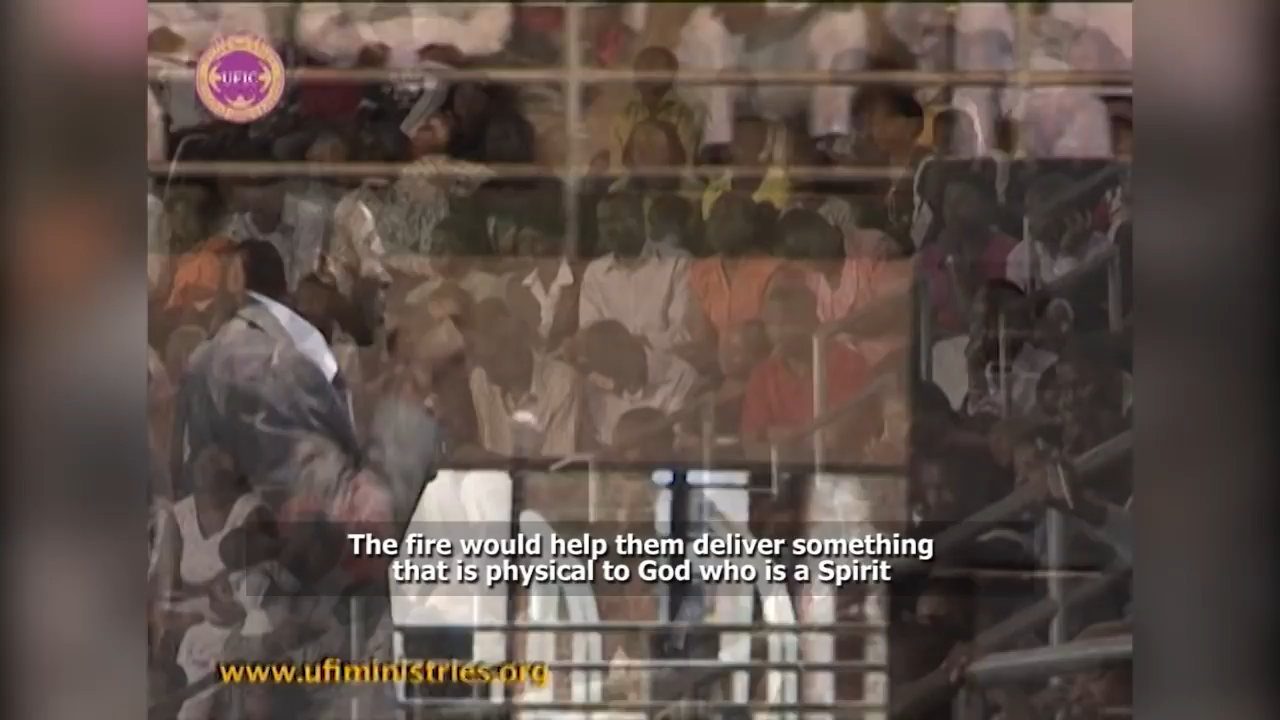 UFIC
The fire would help them deliver something
that is physical to God who is a Spirit
www.ufiministries.org